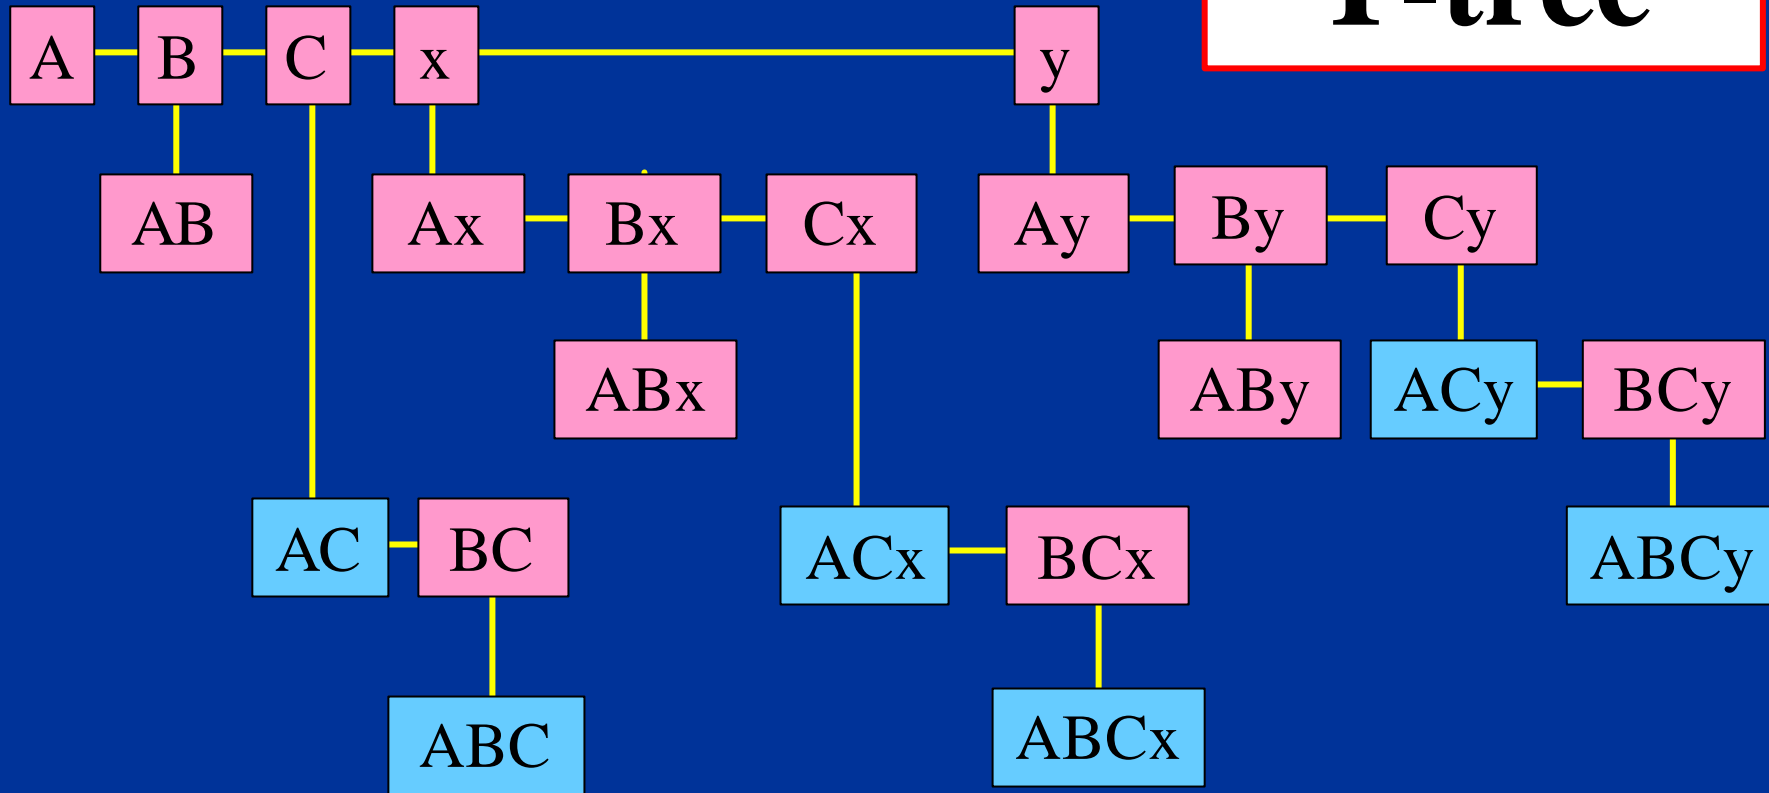 A B C x y
AB Ax Bx Cx Ay By Cy
ABx ABy ACy BCy
AC BC ACx BCx ABCy
ABC ABCx